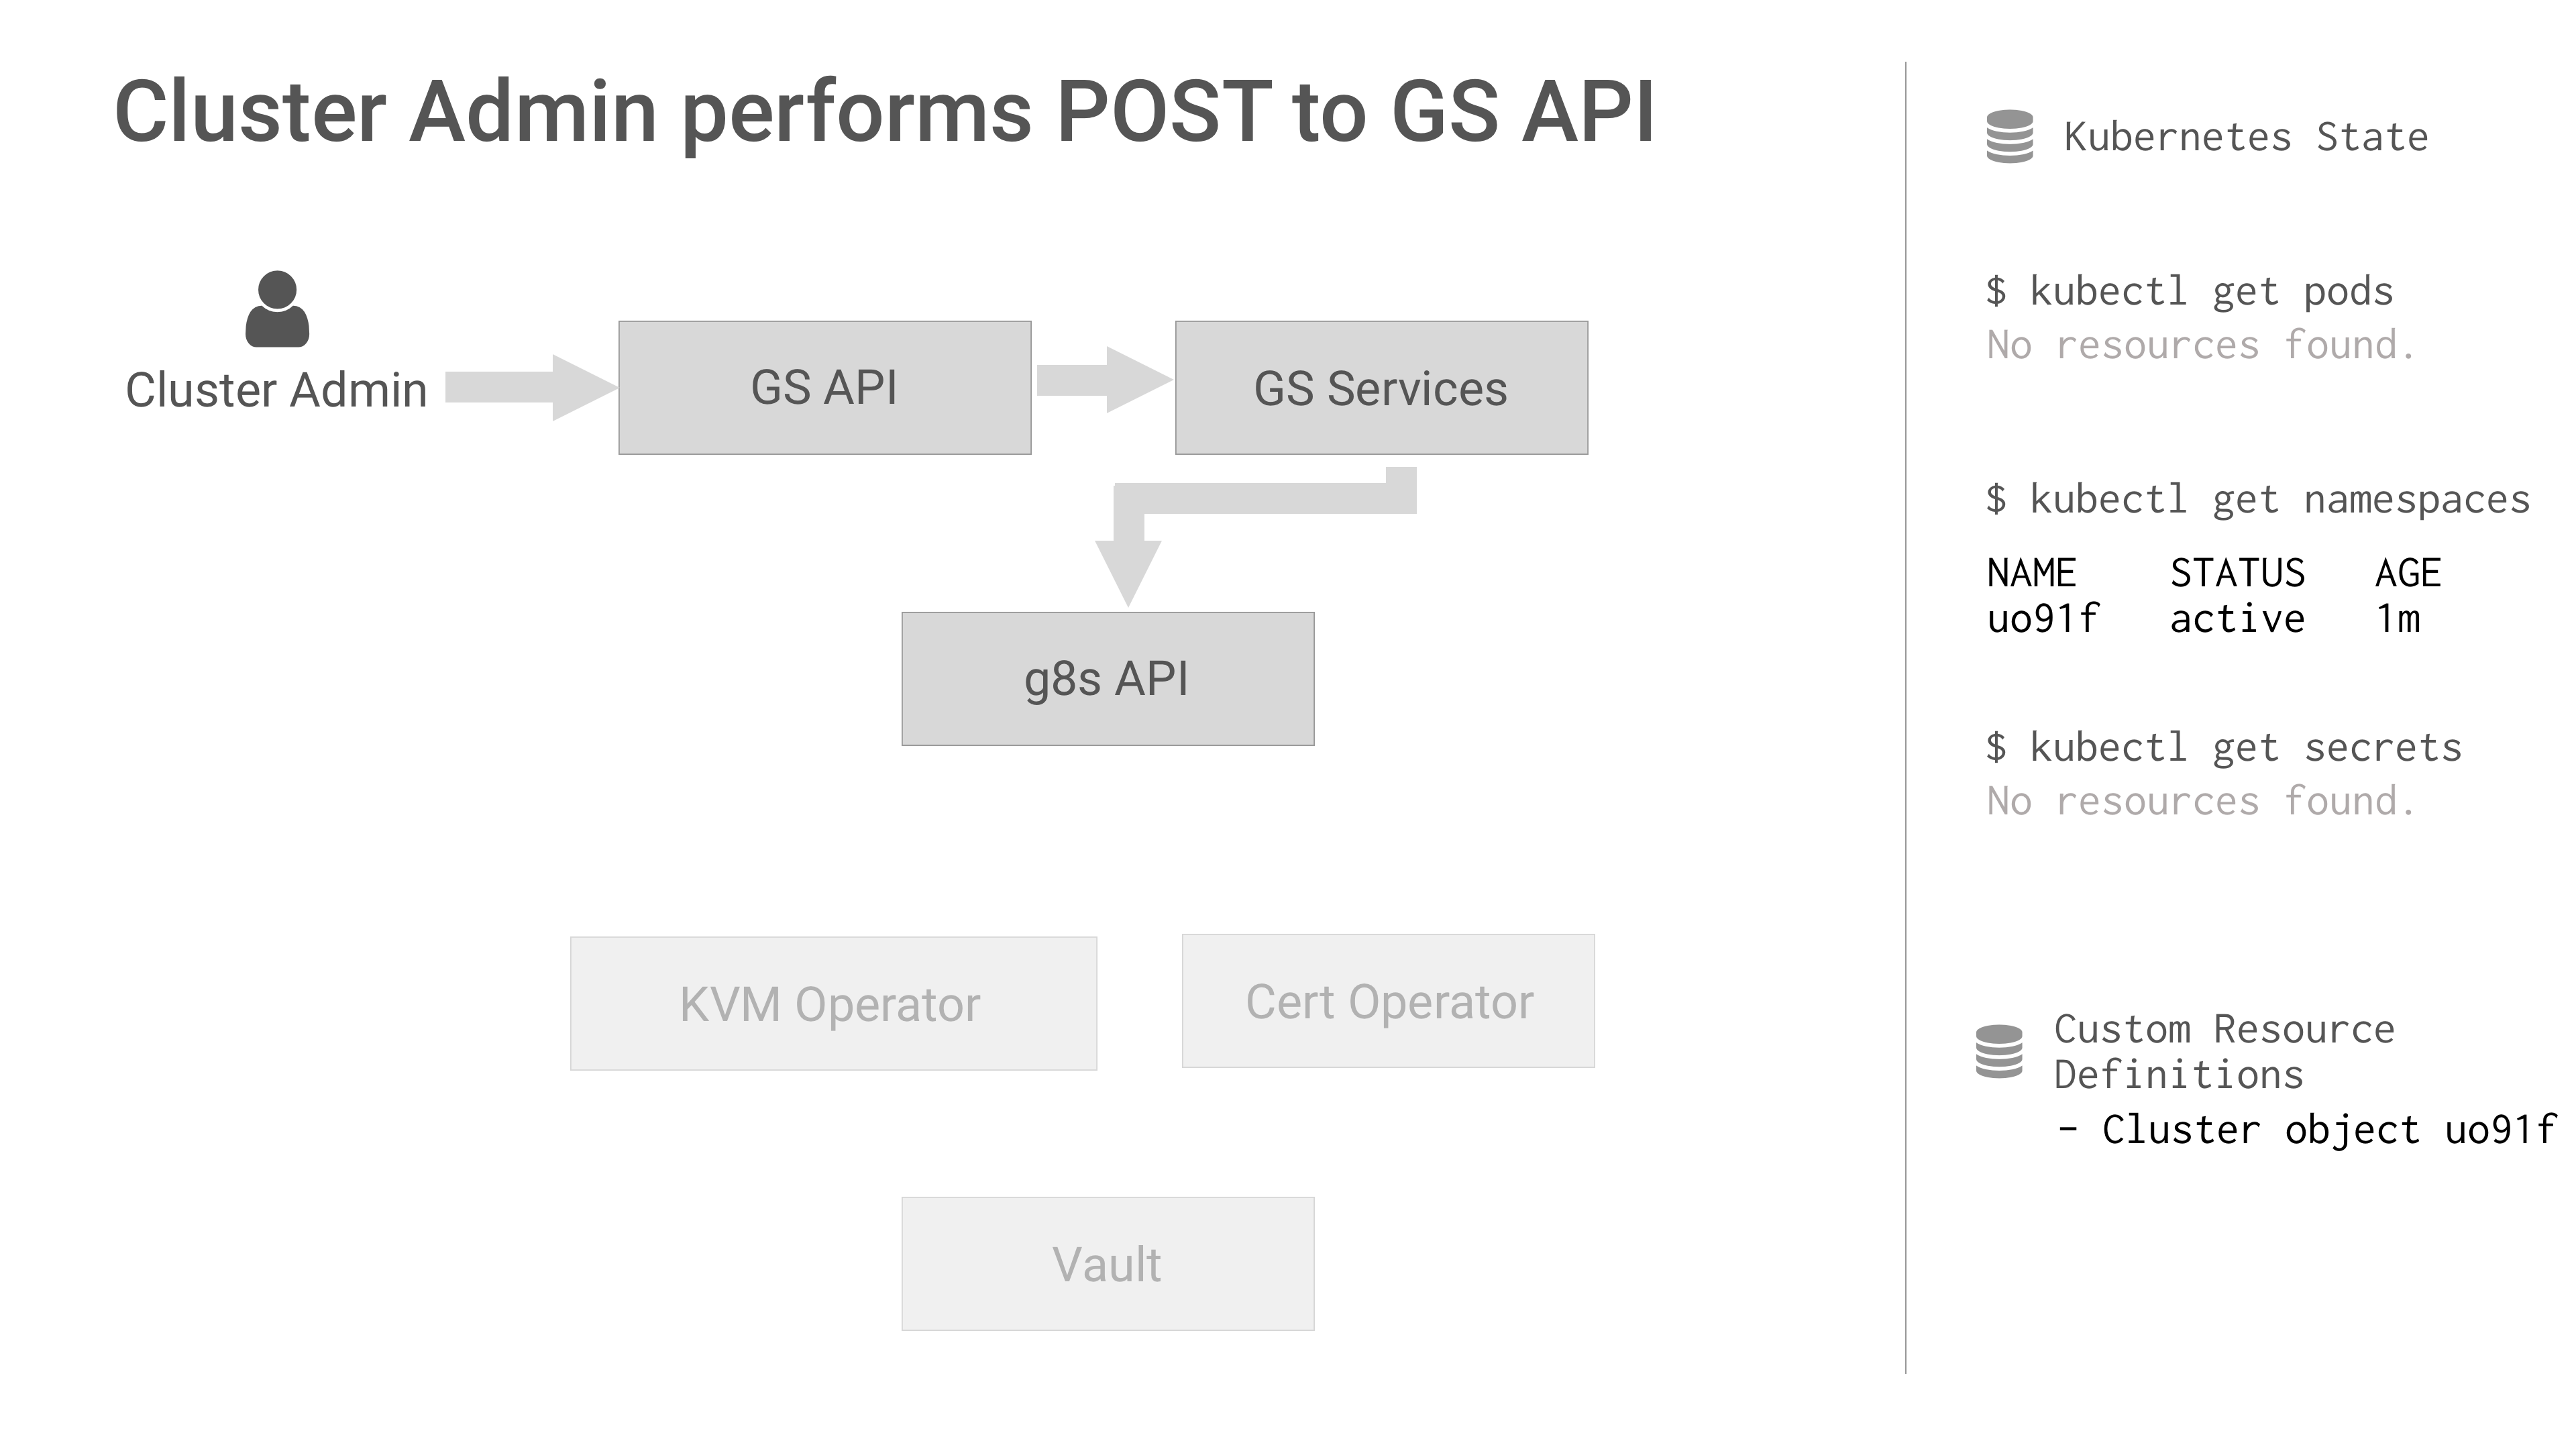 Cluster Admin performs POST to GS API
Cluster Admin
GS API
GS Services
g8s API
KVM Operator
Cert Operator
Vault
Kubernetes State
$ kubectl get pods
No resources found.
$ kubectl get namespaces
NAME STATUS AGE
uo91f active 1m
$ kubectl get secrets
No resources found.
Custom Resource
Definitions
- Cluster object uo91f